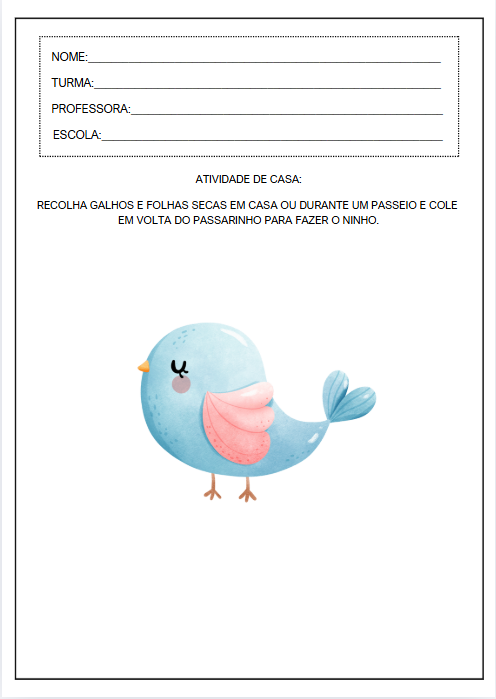 NOME:
TURMA:
PROFESSORA:
ESCOLA:
ATIVIDADE DE CASA:
RECOLHA GALHOS E FOLHAS SECAS EM CASA OU DURANTE UM PASSEIO E COLE
EM VOLTA DO PASSARINHO PARA FAZER O NINHO.